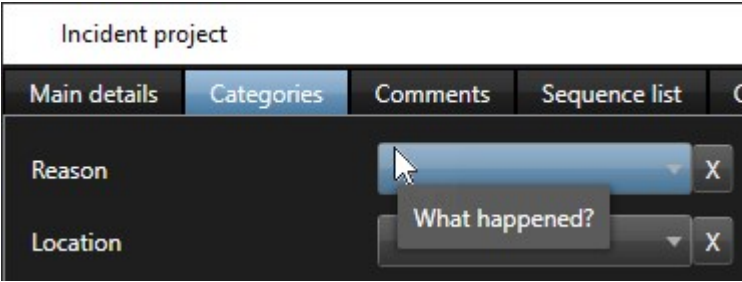 Incident project
Main details Categories Comments Sequence list
Reason X
What happened?
Location X